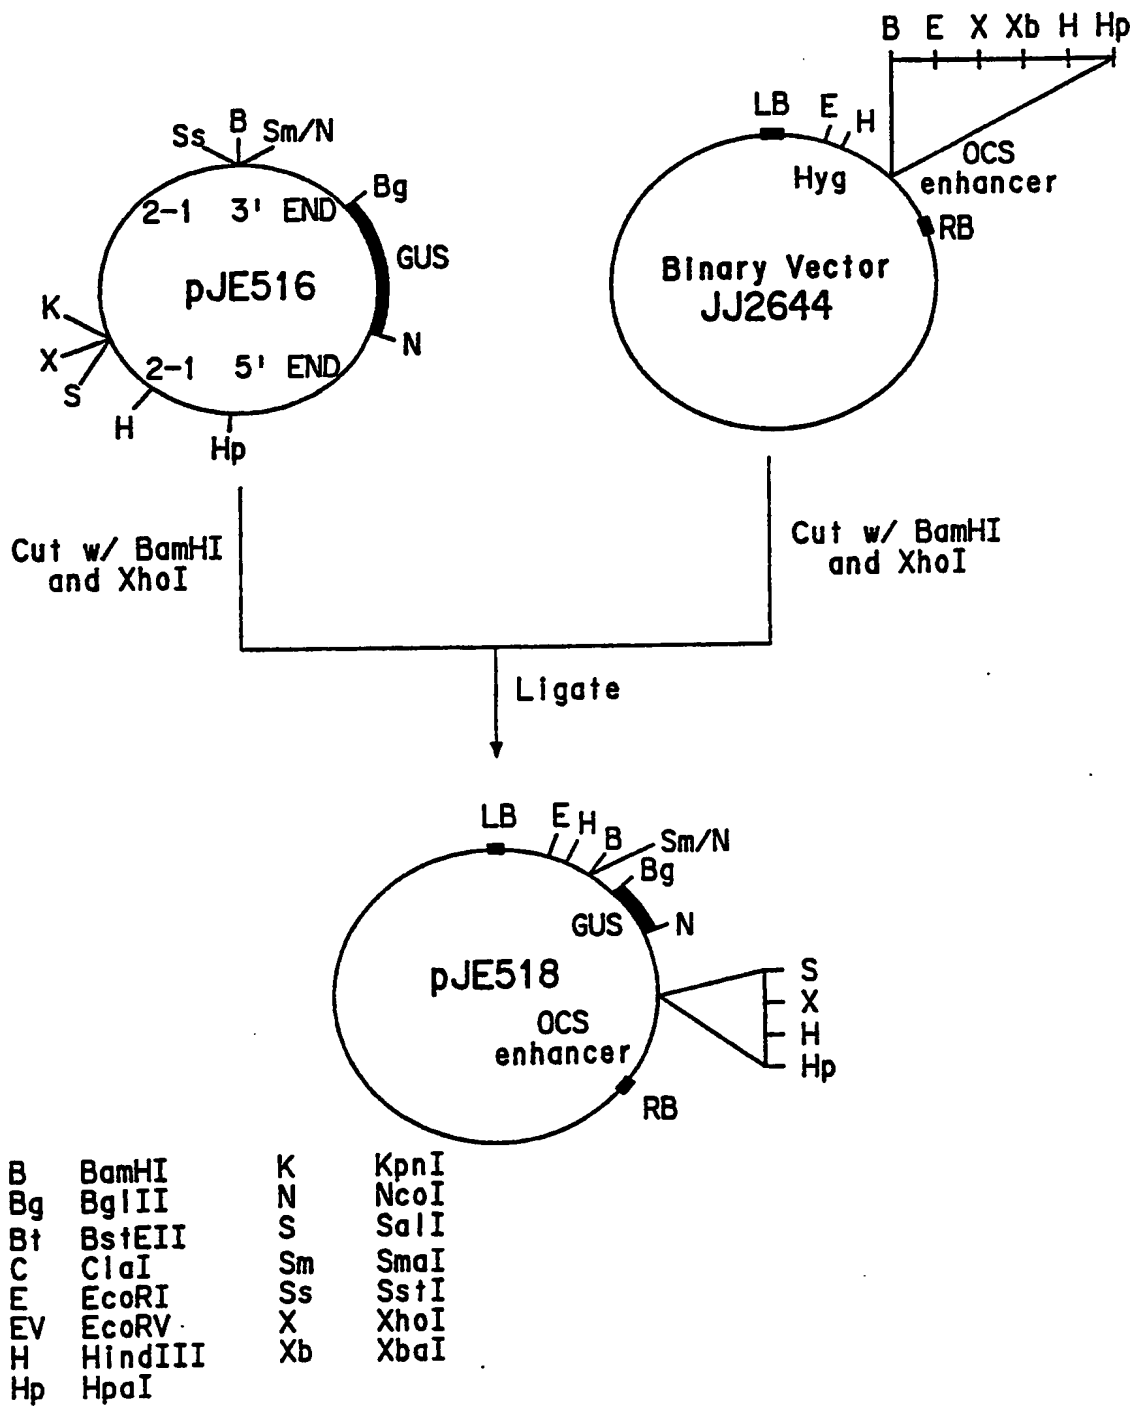 B E X Xb H Hp
LB E H
OCS
enhancer
Hyg
RB
Binary Vector
JJ2644
Ss B Sm/N
Bg
2-1 3' END
GUS
pJE516
K
X
S
N
2-1 5' END
H
Hp
Cut w/ BamHI
and XhoI
Cut w/ BamHI
and XhoI
Ligate
LB E H B Sm/N
Bg
GUS N
pJE518
S
X
H
Hp
OCS
enhancer
RB
B BamHI K KpnI
Bg BglII N NcoI
Bt BstEII S SalI
C ClaI Sm SmaI
E EcoRI Ss SstI
EV EcoRV X XhoI
H HindIII Xb XbaI
Hp HpaI